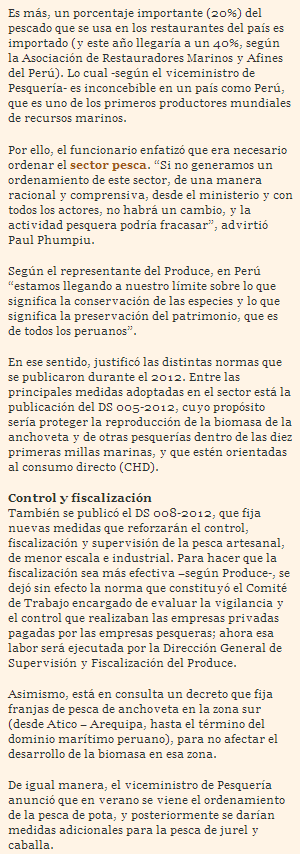 Es más, un porcentaje importante (20%) del
pescado que se usa en los restaurantes del país es
importado (y este año llegaría a un 40%, según
la Asociación de Restauradores Marinos y Afines
del Perú). Lo cual -según el viceministro de
Pesquería- es inconcebible en un país como Perú,
que es uno de los primeros productores mundiales
de recursos marinos.
Por ello, el funcionario enfatizó que era necesario
ordenar el sector pesca. “Si no generamos un
ordenamiento de este sector, de una manera
racional y comprensiva, desde el ministerio y con
todos los actores, no habrá un cambio, y la
actividad pesquera podría fracasar”, advirtió
Paul Phumpiu.
Según el representante del Produce, en Perú
“estamos llegando a nuestro límite sobre lo que
significa la conservación de las especies y lo que
significa la preservación del patrimonio, que es
de todos los peruanos”.
En ese sentido, justificó las distintas normas que
se publicaron durante el 2012. Entre las
principales medidas adoptadas en el sector está la
publicación del DS 005-2012, cuyo propósito
sería proteger la reproducción de la biomasa de la
anchoveta y de otras pesquerías dentro de las diez
primeras millas marinas, y que estén orientadas
al consumo directo (CHD).
Control y fiscalización
También se publicó el DS 008-2012, que fija
nuevas medidas que reforzarán el control,
fiscalización y supervisión de la pesca artesanal,
de menor escala e industrial. Para hacer que la
fiscalización sea más efectiva –según Produce-, se
dejó sin efecto la norma que constituyó el Comité
de Trabajo encargado de evaluar la vigilancia y
el control que realizaban las empresas privadas
pagadas por las empresas pesqueras; ahora esa
labor será ejecutada por la Dirección General de
Supervisión y Fiscalización del Produce.
Asimismo, está en consulta un decreto que fija
franjas de pesca de anchoveta en la zona sur
(desde Atico – Arequipa, hasta el término del
dominio marítimo peruano), para no afectar el
desarrollo de la biomasa en esa zona.
De igual manera, el viceministro de Pesquería
anunció que en verano se viene el ordenamiento
de la pesca de pota, y posteriormente se darían
medidas adicionales para la pesca de jurel y
caballa.